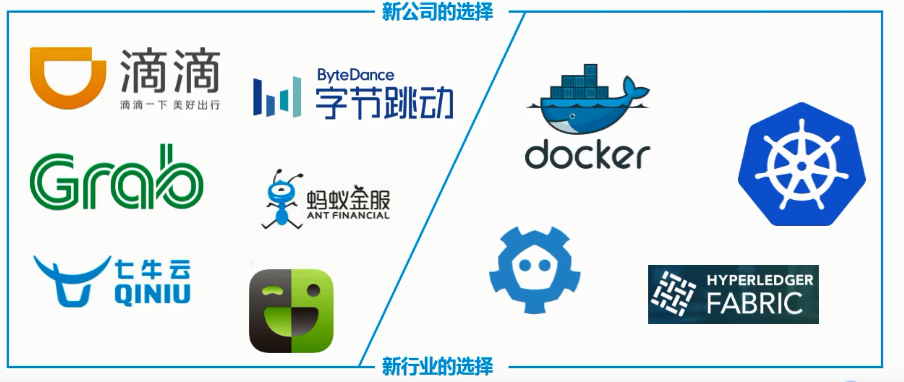 新公司的选择
滴滴
滴滴一下 美好出行
ByteDance
字节跳动
Grab
蚂蚁金服
ANT FINANCIAL
七牛云
QINIU
docker
HYPERLEDGER
FABRIC
新行业的选择